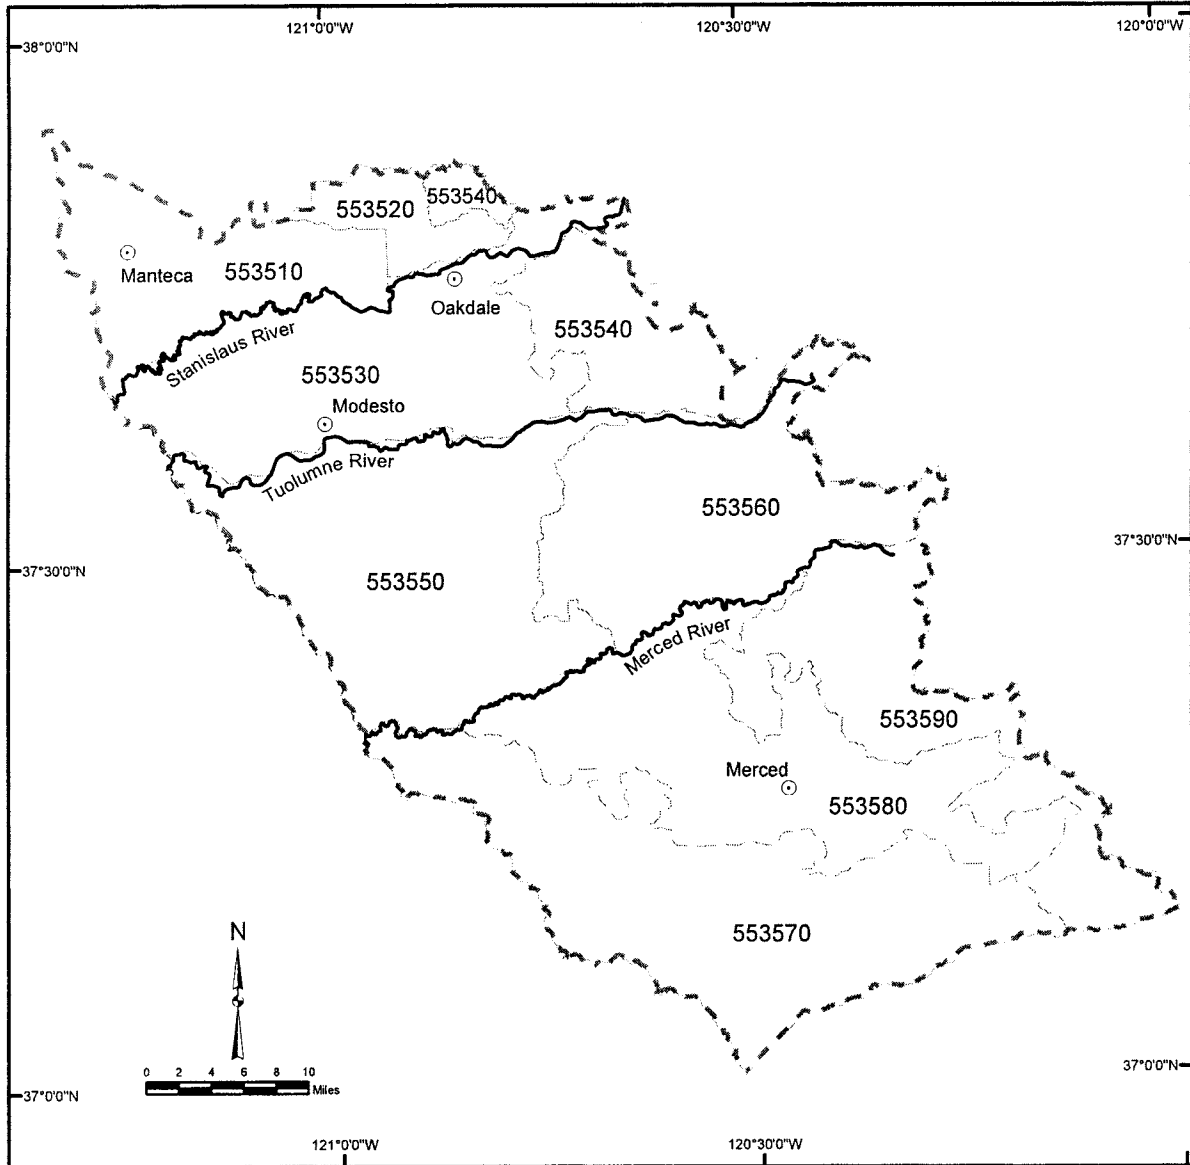 121°0'0"W
120°30'0"W
120°0'0"W
38°0'0"N
553540
553520
Manteca
553510
Oakdale
553540
Stanislaus River
553530
Modesto
Tuolumne River
553560
37°30'0"N
37°30'0"N
553550
Merced River
553590
Merced
553580
553570
N
0 2 4 6 8 10
Miles
37°0'0"N
37°0'0"N
121°0'0"W
120°30'0"W